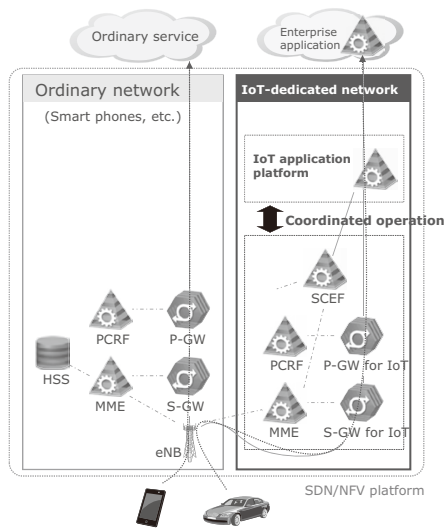 Ordinary service
Enterprise
application
Ordinary network
(Smart phones, etc.)
IoT-dedicated network
IoT application
platform
Coordinated operation
SCEF
PCRF
P-GW
PCRF
P-GW for IoT
HSS
MME
S-GW
MME
S-GW for IoT
eNB
SDN/NFV platform